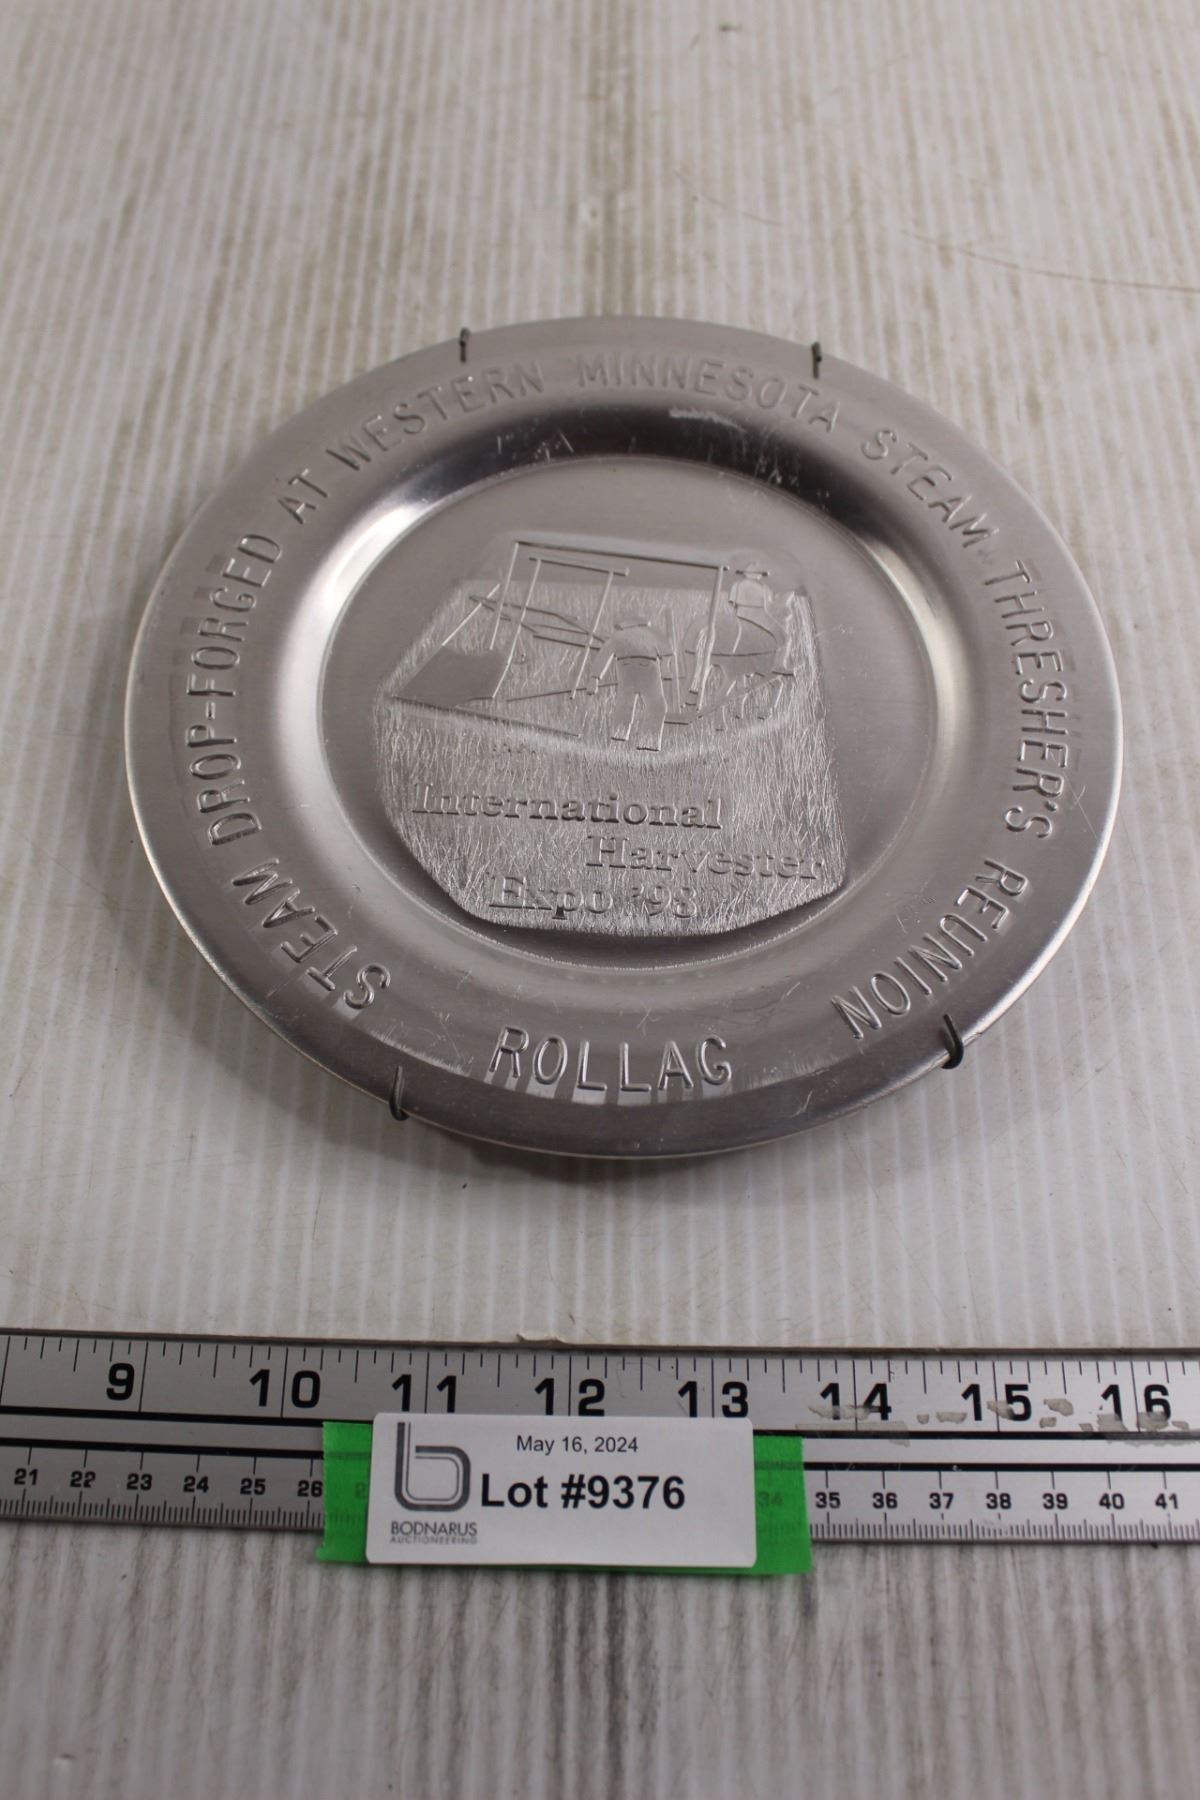 STEAM DROP-FORGED AT WESTERN MINNESOTA STEAM THRESHER'S REUNION
ROLLAG
International
Harvester
Expo '98
9 10 11 12 13 14 15 16
21 22 23 24 25 26 34 35 36 37 38 39 40 41
May 16, 2024
Lot #9376
BODNARUS
AUCTIONEERING